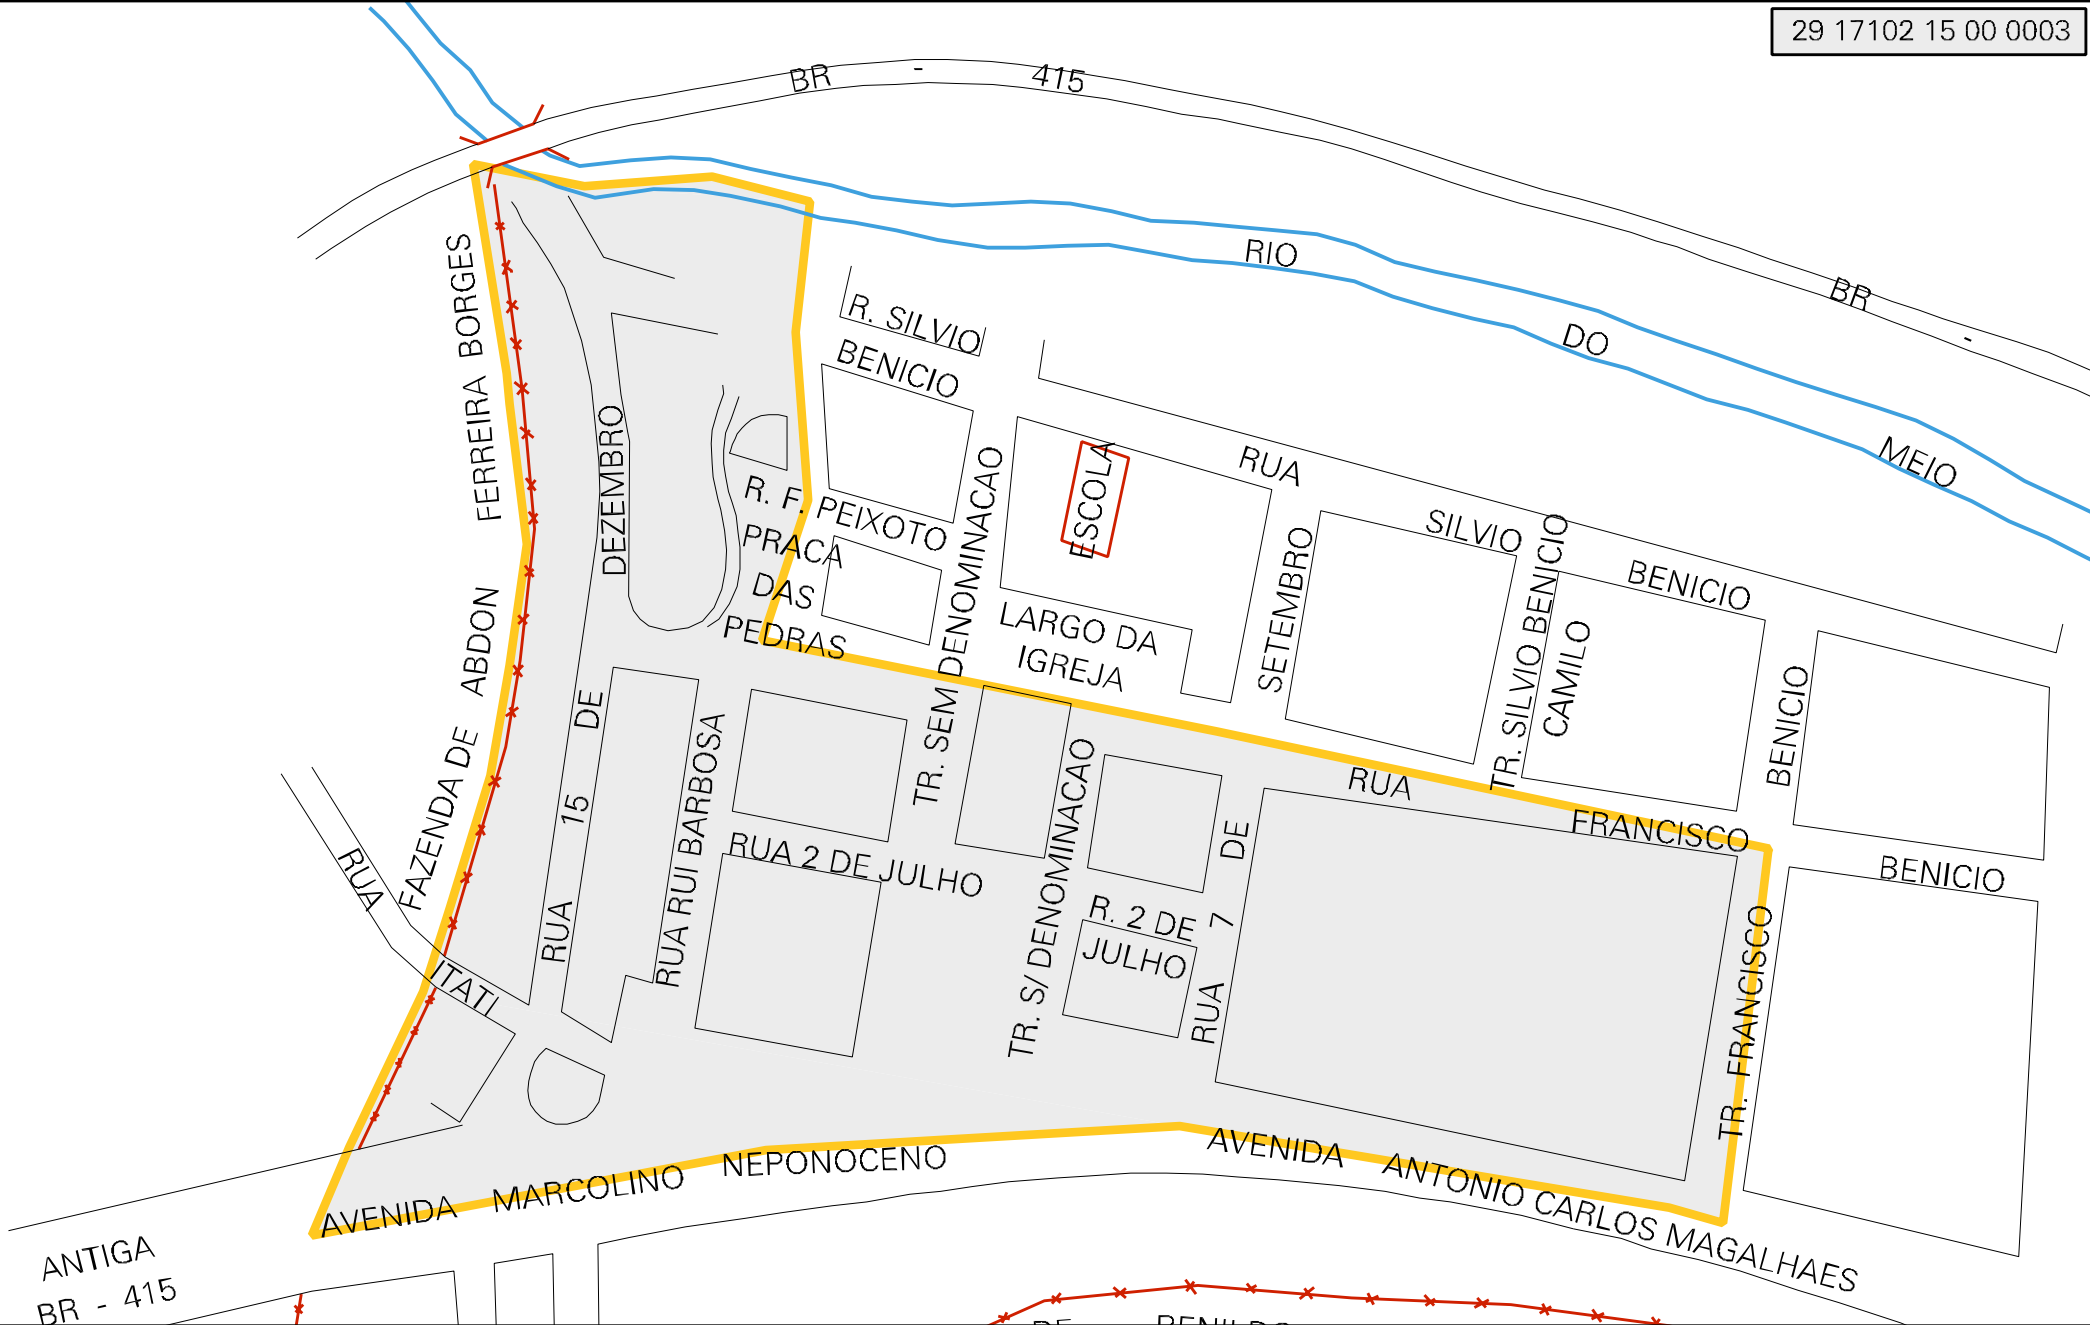 29 17102 15 00 0003
BR - 415
BR -
RIO DO MEIO
R. SILVIO
BENICIO
FAZENDA DE ABDON FERREIRA BORGES
RUA 15 DE DEZEMBRO
R. F. PEIXOTO
PRACA
DAS
PEDRAS
TR. SEM DENOMINACAO
ESCOLA
LARGO DA
IGREJA
RUA SILVIO BENICIO
RUA 7 DE SETEMBRO
TR. SILVIO BENICIO
CAMILO
BENICIO
RUA FRANCISCO BENICIO
TR. FRANCISCO
RUA RUI BARBOSA
RUA 2 DE JULHO
TR. S/ DENOMINACAO
R. 2 DE
JULHO
RUA ITATI
AVENIDA MARCOLINO NEPONOCENO
AVENIDA ANTONIO CARLOS MAGALHAES
ANTIGA
BR - 415
DE BENILDO